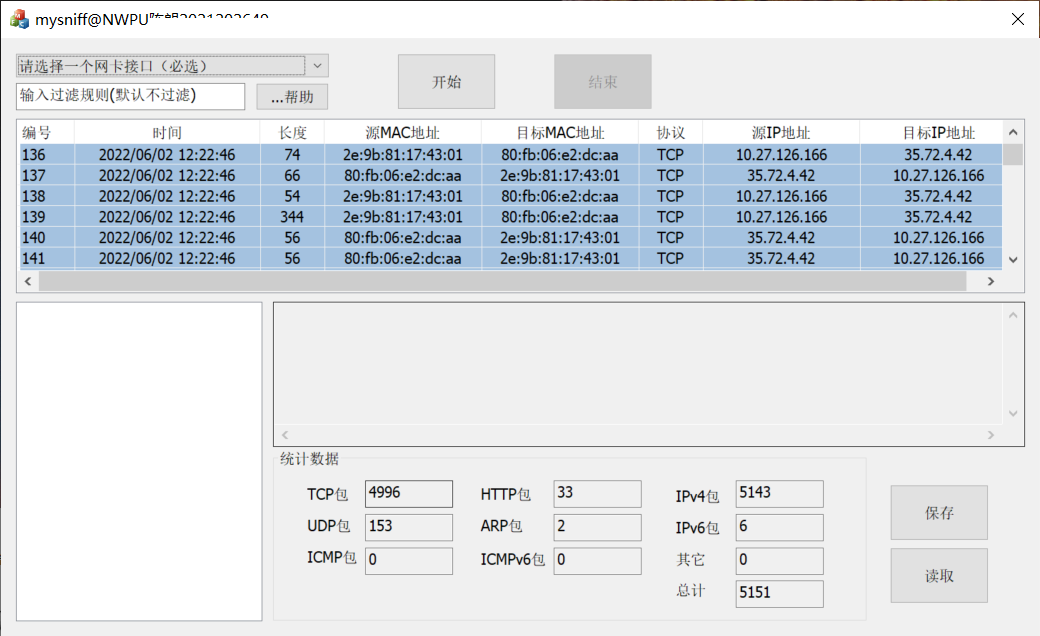 mysniff@NWPU
请选择一个网卡接口（必选）
输入过滤规则(默认不过滤)
...帮助
开始
结束
编号 时间 长度 源MAC地址 目标MAC地址 协议 源IP地址 目标IP地址
136 2022/06/02 12:22:46 74 2e:9b:81:17:43:01 80:fb:06:e2:dc:aa TCP 10.27.126.166 35.72.4.42
137 2022/06/02 12:22:46 66 80:fb:06:e2:dc:aa 2e:9b:81:17:43:01 TCP 35.72.4.42 10.27.126.166
138 2022/06/02 12:22:46 54 2e:9b:81:17:43:01 80:fb:06:e2:dc:aa TCP 10.27.126.166 35.72.4.42
139 2022/06/02 12:22:46 344 2e:9b:81:17:43:01 80:fb:06:e2:dc:aa TCP 10.27.126.166 35.72.4.42
140 2022/06/02 12:22:46 56 80:fb:06:e2:dc:aa 2e:9b:81:17:43:01 TCP 35.72.4.42 10.27.126.166
141 2022/06/02 12:22:46 56 80:fb:06:e2:dc:aa 2e:9b:81:17:43:01 TCP 35.72.4.42 10.27.126.166
统计数据
TCP包 4996 HTTP包 33 IPv4包 5143
UDP包 153 ARP包 2 IPv6包 6
ICMP包 0 ICMPv6包 0 其它 0
总计 5151
保存
读取